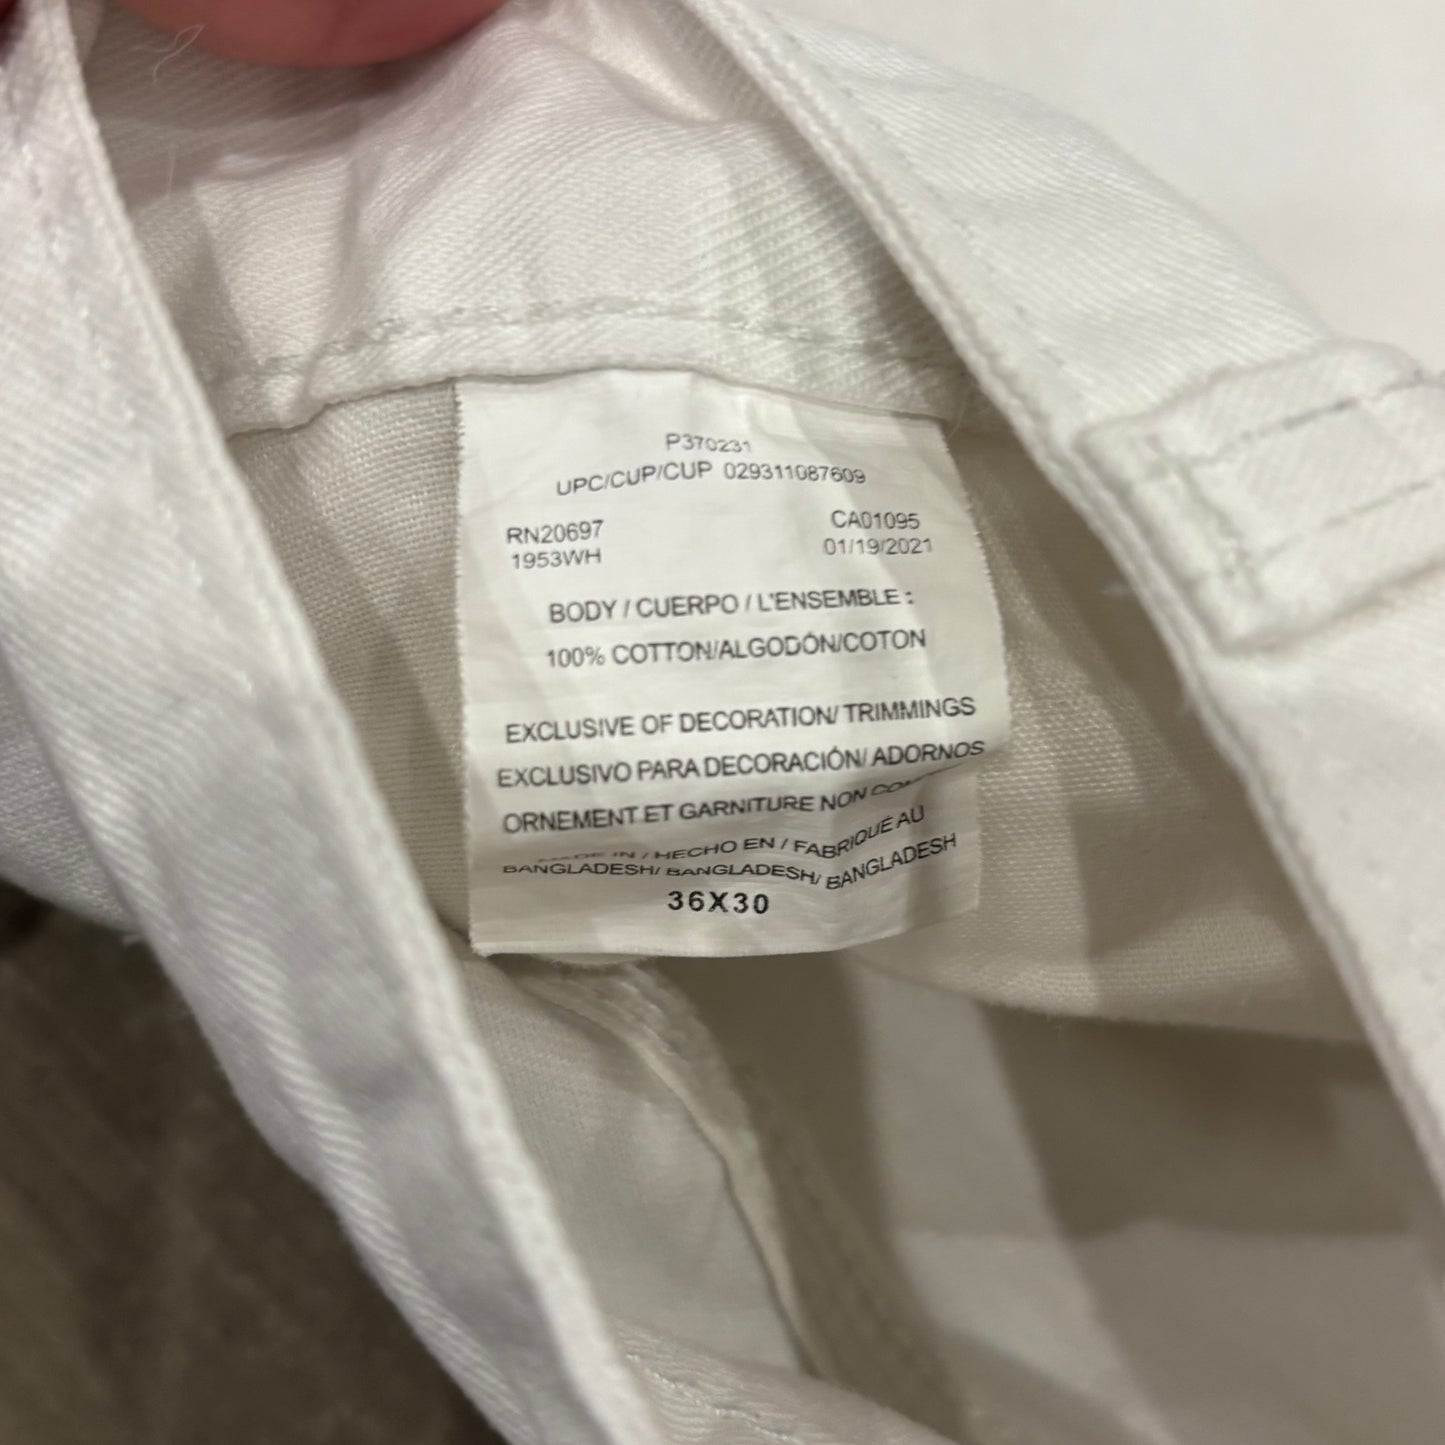 P370231
UPC/CUP/CUP 029311087609
RN20697 CA01095
1953WH 01/19/2021
BODY / CUERPO / L'ENSEMBLE :
100% COTTON/ALGODÓN/COTON
EXCLUSIVE OF DECORATION/ TRIMMINGS
EXCLUSIVO PARA DECORACIÓN/ ADORNOS
ORNEMENT ET GARNITURE NON
MADE IN / HECHO EN / FABRIQUÉ AU
BANGLADESH/ BANGLADESH/ BANGLADESH
36X30